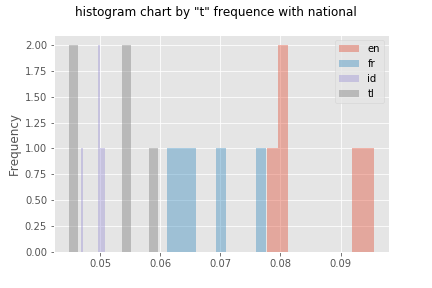 histogram chart by "t" frequence with national
en
fr
id
tl
Frequency
2.00
1.75
1.50
1.25
1.00
0.75
0.50
0.25
0.00
0.05 0.06 0.07 0.08 0.09